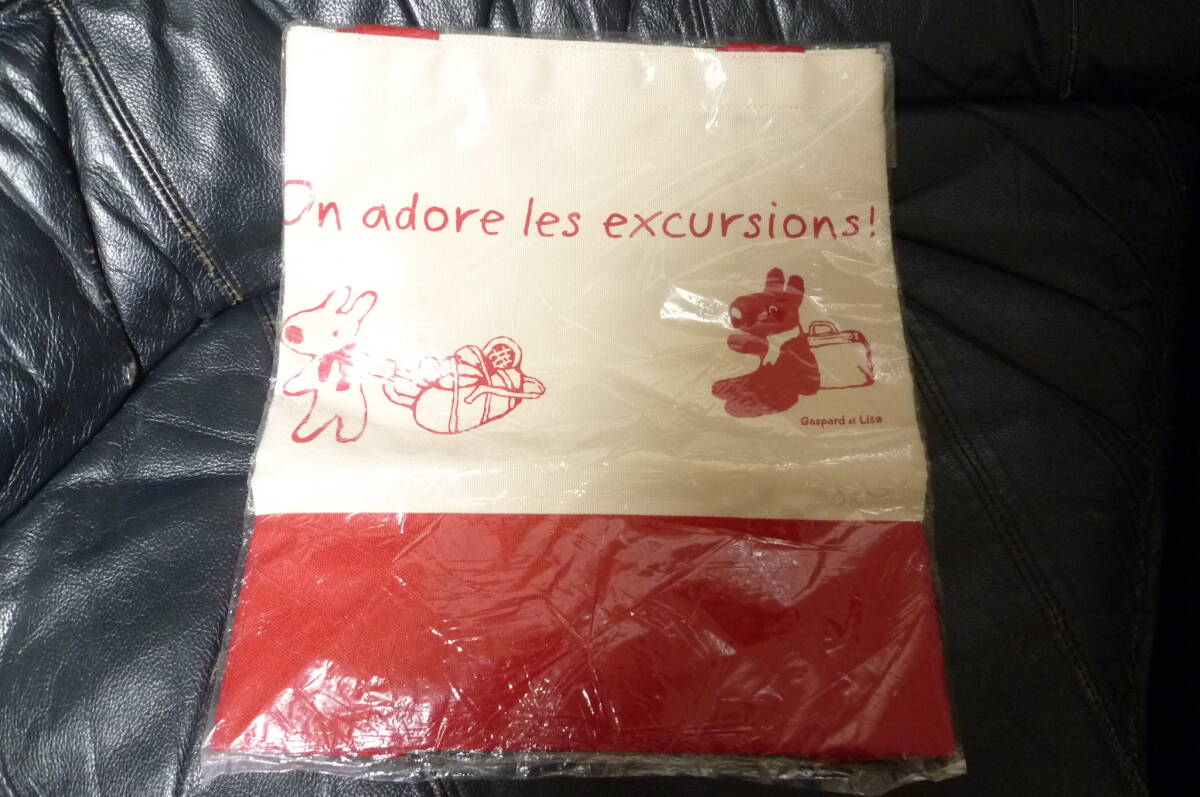 On adore les excursions!
Gaspard et Lisa